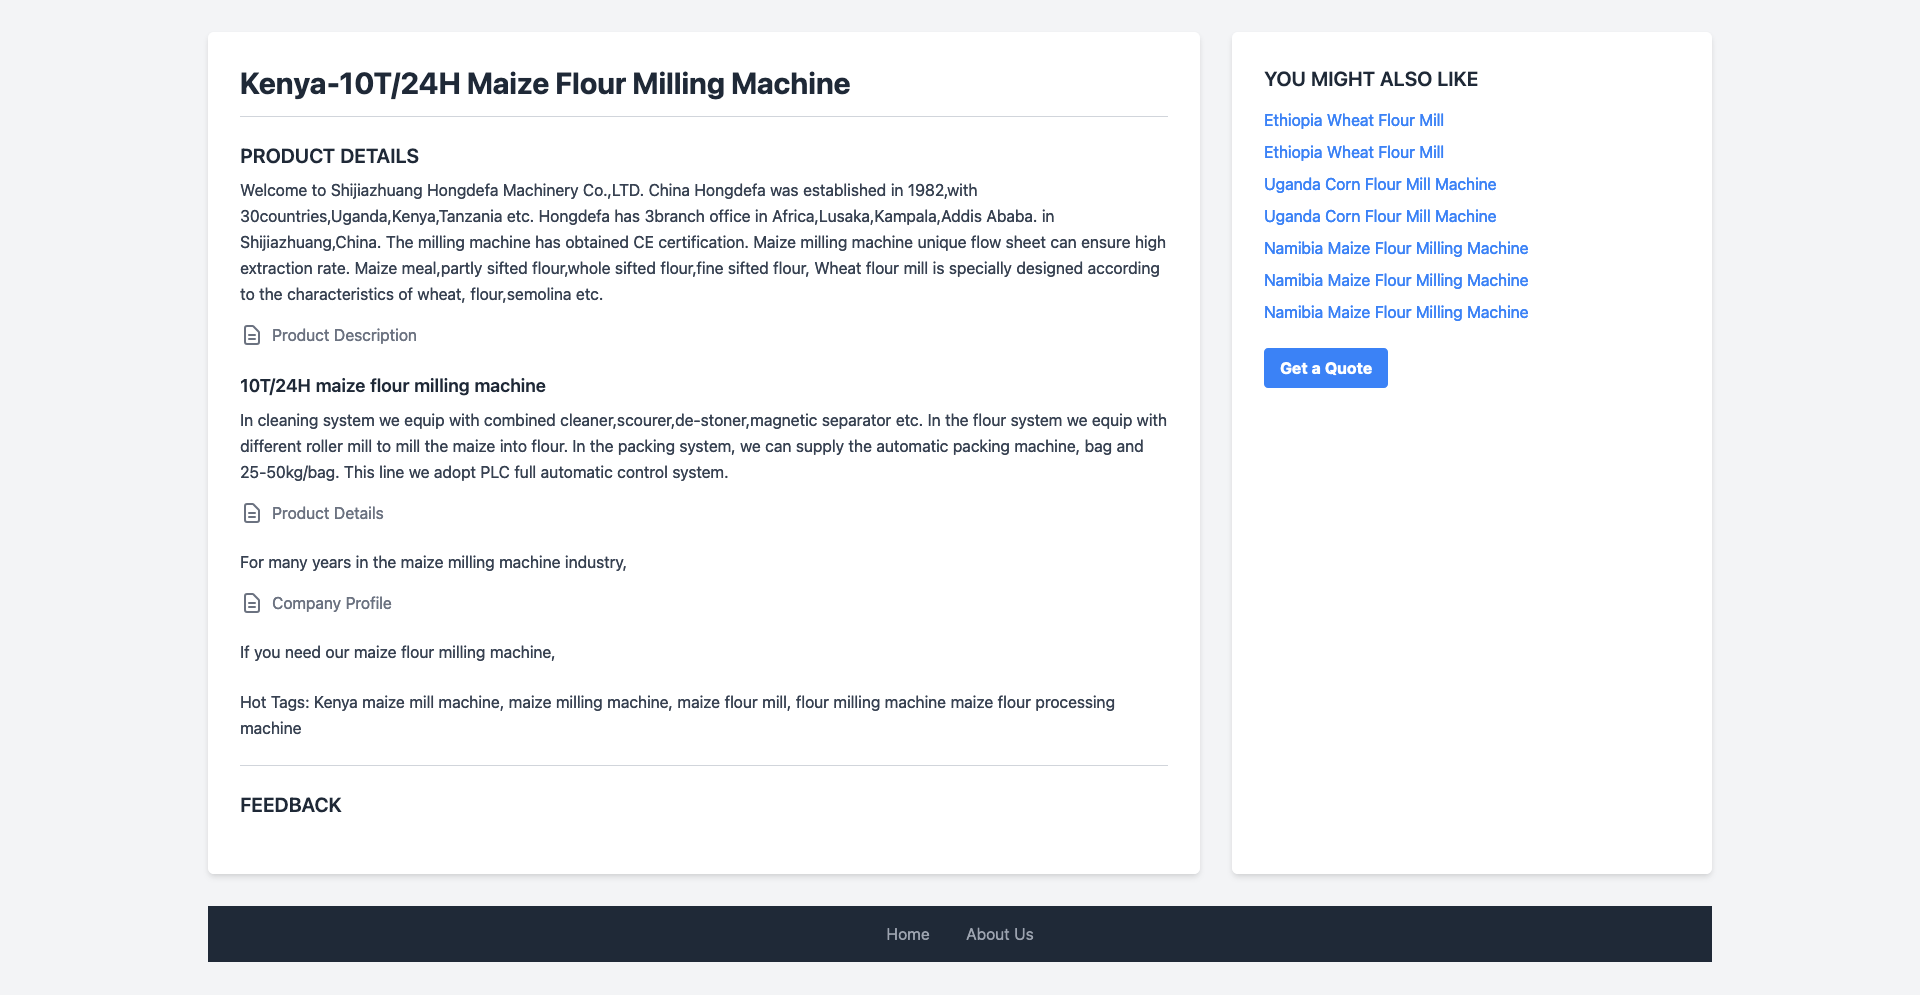 Kenya-10T/24H Maize Flour Milling Machine
PRODUCT DETAILS
Welcome to Shijiazhuang Hongdefa Machinery Co.,LTD. China Hongdefa was established in 1982,with
30countries,Uganda,Kenya,Tanzania etc. Hongdefa has 3branch office in Africa,Lusaka,Kampala,Addis Ababa. in
Shijiazhuang,China. The milling machine has obtained CE certification. Maize milling machine unique flow sheet can ensure high
extraction rate. Maize meal,partly sifted flour,whole sifted flour,fine sifted flour, Wheat flour mill is specially designed according
to the characteristics of wheat, flour,semolina etc.
Product Description
10T/24H maize flour milling machine
In cleaning system we equip with combined cleaner,scourer,de-stoner,magnetic separator etc. In the flour system we equip with
different roller mill to mill the maize into flour. In the packing system, we can supply the automatic packing machine, bag and
25-50kg/bag. This line we adopt PLC full automatic control system.
Product Details
For many years in the maize milling machine industry,
Company Profile
If you need our maize flour milling machine,
Hot Tags: Kenya maize mill machine, maize milling machine, maize flour mill, flour milling machine maize flour processing
machine
FEEDBACK
YOU MIGHT ALSO LIKE
Ethiopia Wheat Flour Mill
Ethiopia Wheat Flour Mill
Uganda Corn Flour Mill Machine
Uganda Corn Flour Mill Machine
Namibia Maize Flour Milling Machine
Namibia Maize Flour Milling Machine
Namibia Maize Flour Milling Machine
Get a Quote
Home About Us